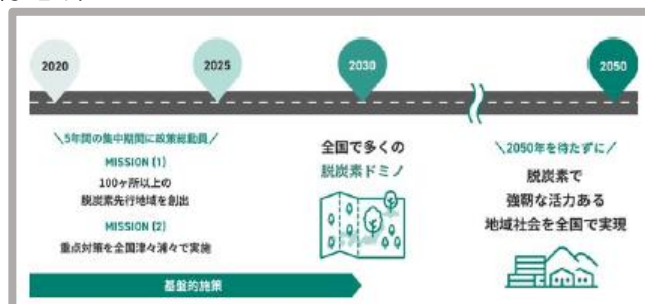 2020
2025
2030
2050
＼5年間の集中期間に政策総動員／
MISSION (1)
100ヶ所以上の
脱炭素先行地域を創出
MISSION (2)
重点対策を全国津々浦々で実施
全国で多くの
脱炭素ドミノ
＼2050年を待たずに／
脱炭素で
強靭な活力ある
地域社会を全国で実現
基盤的施策